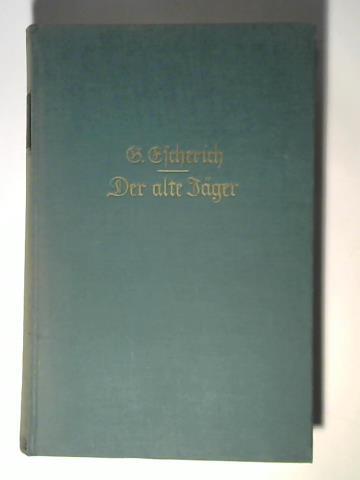 G. Escherich
Der alte Jäger